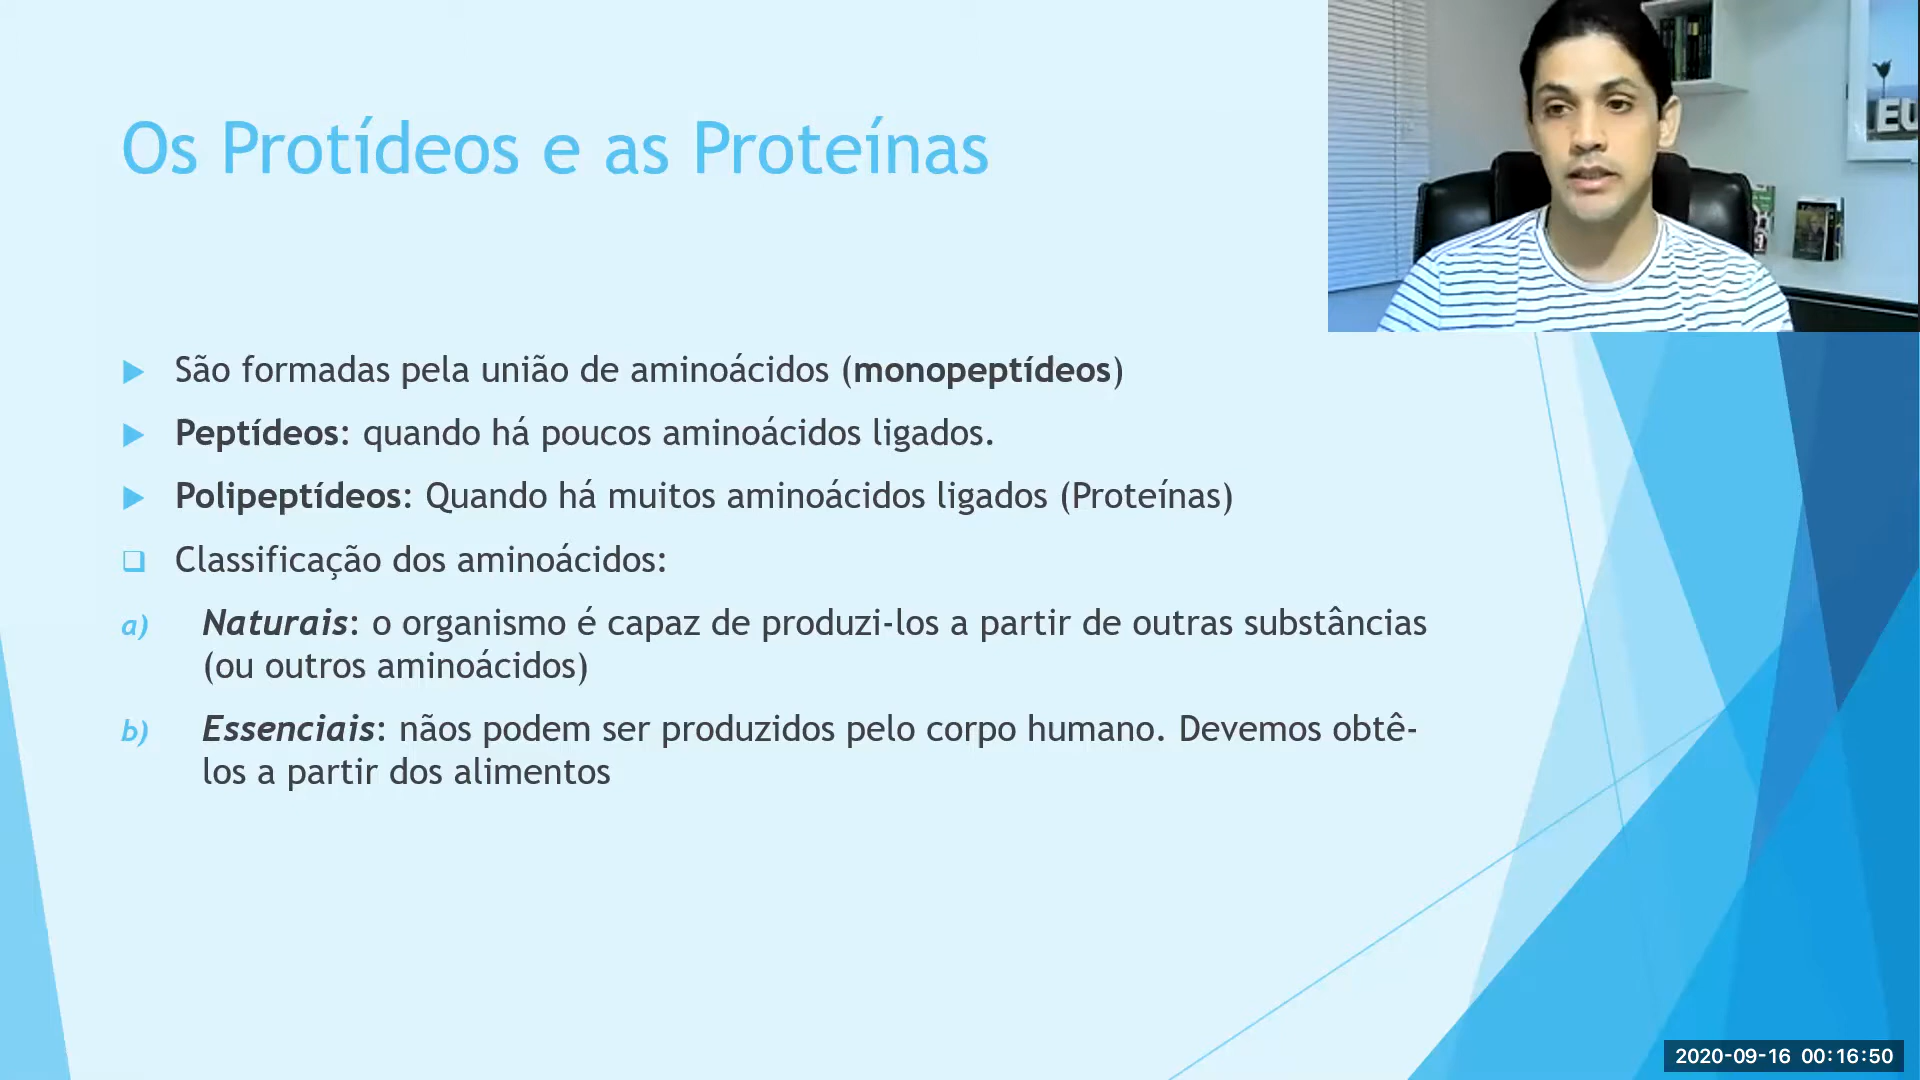 Os Protídeos e as Proteínas
EU
São formadas pela união de aminoácidos (monopeptídeos)
Peptídeos: quando há poucos aminoácidos ligados.
Polipeptídeos: Quando há muitos aminoácidos ligados (Proteínas)
Classificação dos aminoácidos:
a) Naturais: o organismo é capaz de produzi-los a partir de outras substâncias
(ou outros aminoácidos)
b) Essenciais: nãos podem ser produzidos pelo corpo humano. Devemos obtê-
los a partir dos alimentos
2020-09-16 00:16:50